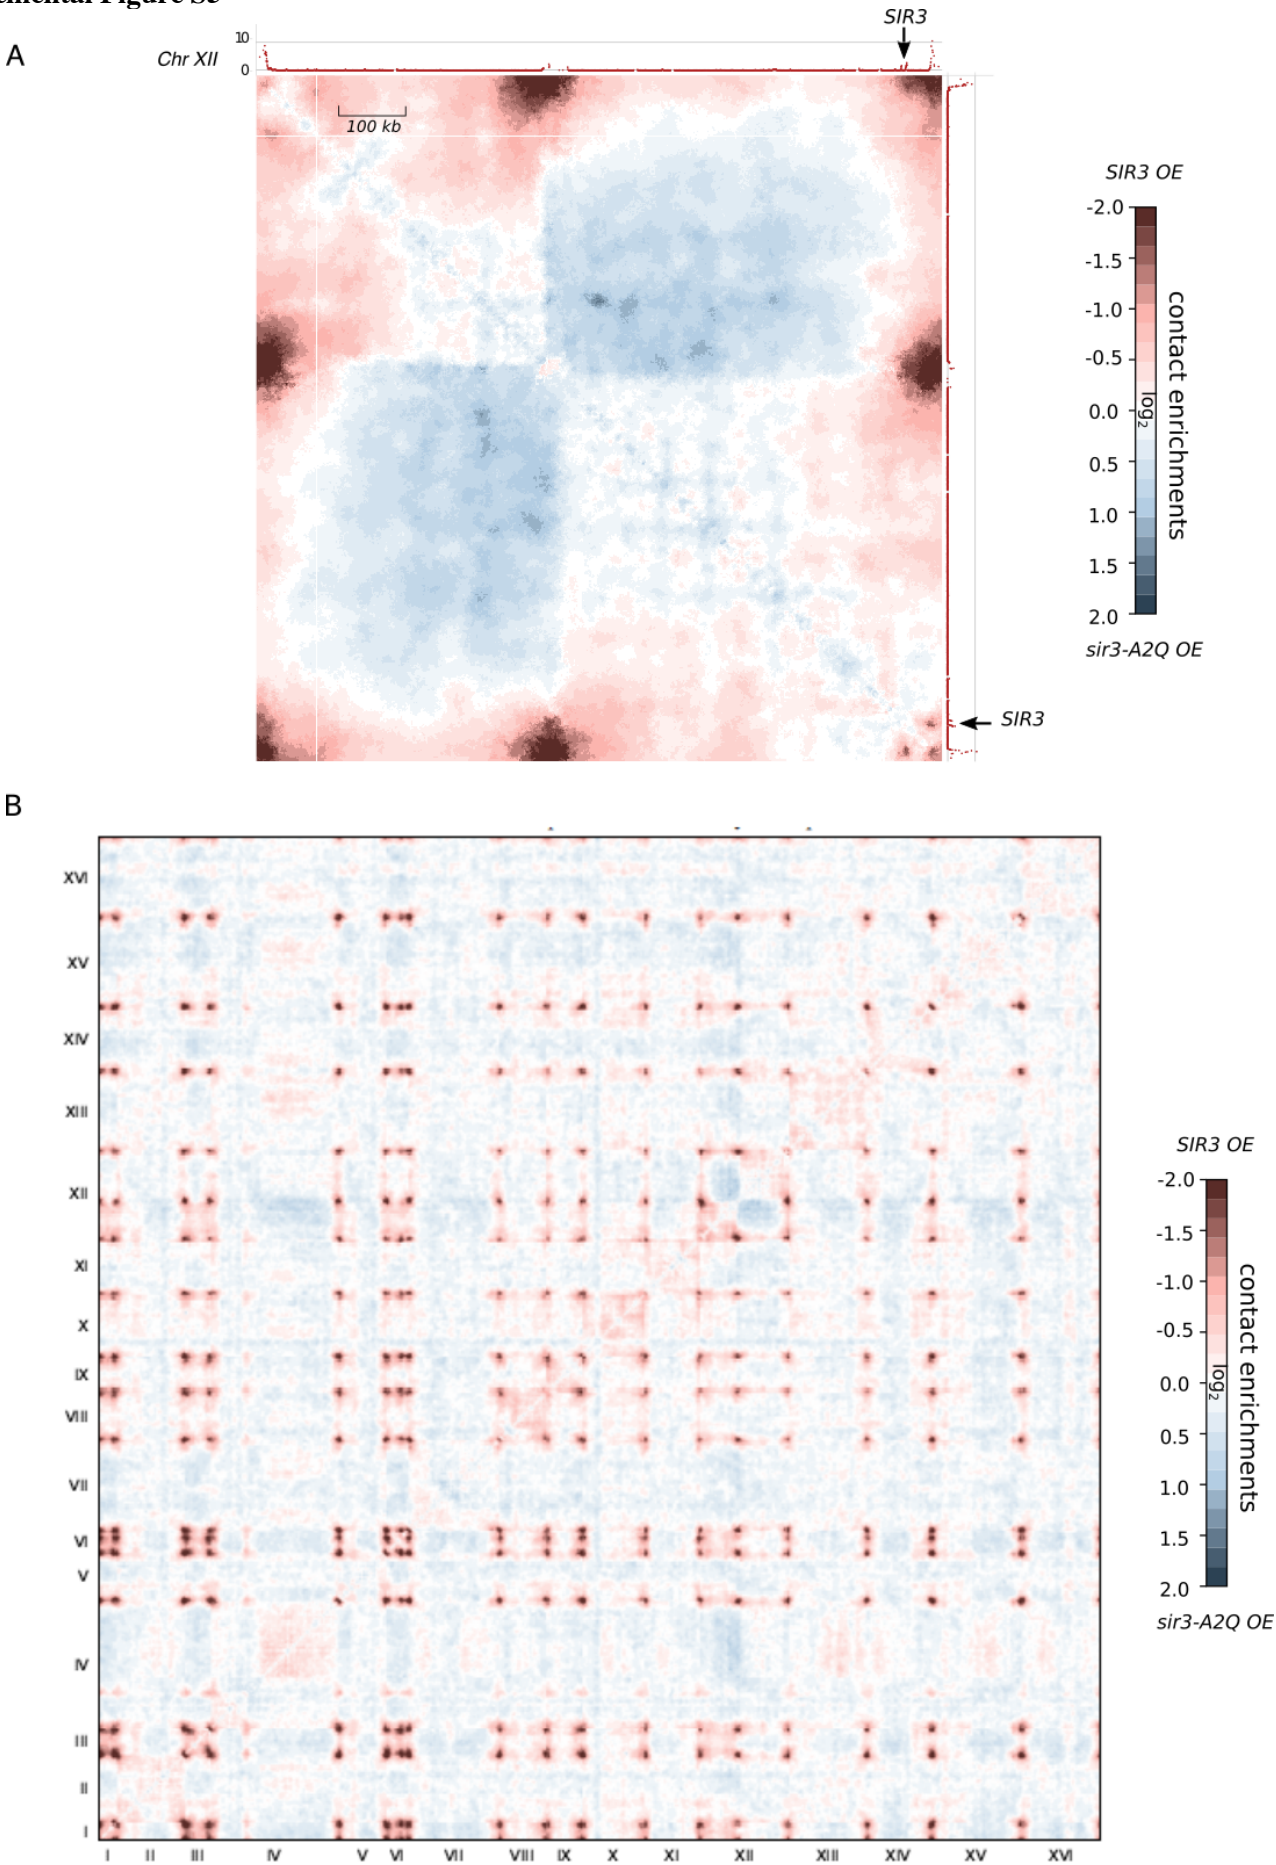 A
Chr XII
10
0
SIR3
100 kb
SIR3 OE
-2.0
-1.5
-1.0
-0.5
0.0
0.5
1.0
1.5
2.0
log2
contact enrichments
sir3-A2Q OE
SIR3
B
XVI
XV
XIV
XIII
XII
XI
X
IX
VIII
VII
VI
V
IV
III
II
I
I II III IV V VI VII VIII IX X XI XII XIII XIV XV XVI
SIR3 OE
-2.0
-1.5
-1.0
-0.5
0.0
0.5
1.0
1.5
2.0
log2
contact enrichments
sir3-A2Q OE